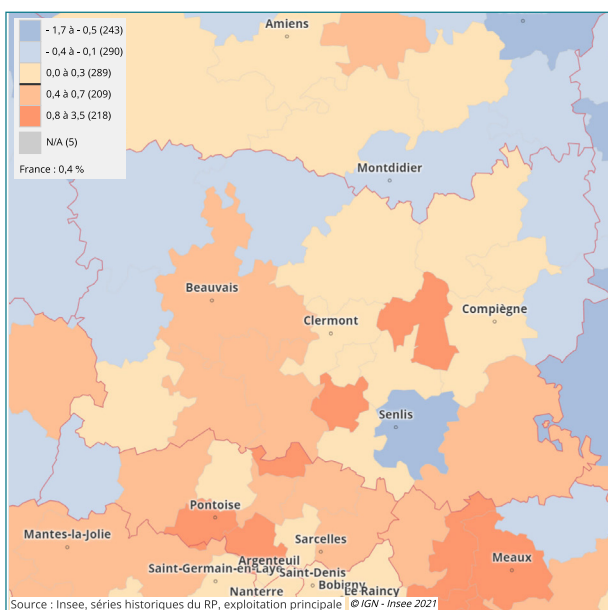 - 1,7 à - 0,5 (243)
- 0,4 à - 0,1 (290)
0,0 à 0,3 (289)
0,4 à 0,7 (209)
0,8 à 3,5 (218)
N/A (5)
France : 0,4 %
Amiens
Montdidier
Beauvais
Clermont
Compiègne
Senlis
Pontoise
Mantes-la-Jolie
Sarcelles
Argenteuil
Meaux
Saint-Germain-en-Laye
Saint-Denis
Bobigny
Nanterre
Le Raincy
Source : Insee, séries historiques du RP, exploitation principale
© IGN - Insee 2021